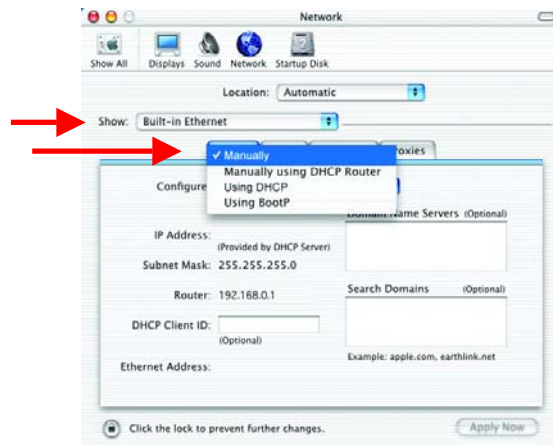 Network
Show All Displays Sound Network Startup Disk
Location: Automatic
Show: Built-in Ethernet
✓ Manually
Manually using DHCP Router
Using DHCP
Using BootP
Configure
Domain Name Servers (Optional)
IP Address:
(Provided by DHCP Server)
Subnet Mask: 255.255.255.0
Router: 192.168.0.1
Search Domains (Optional)
DHCP Client ID:
(Optional)
Example: apple.com, earthlink.net
Ethernet Address:
Click the lock to prevent further changes.
Apply Now